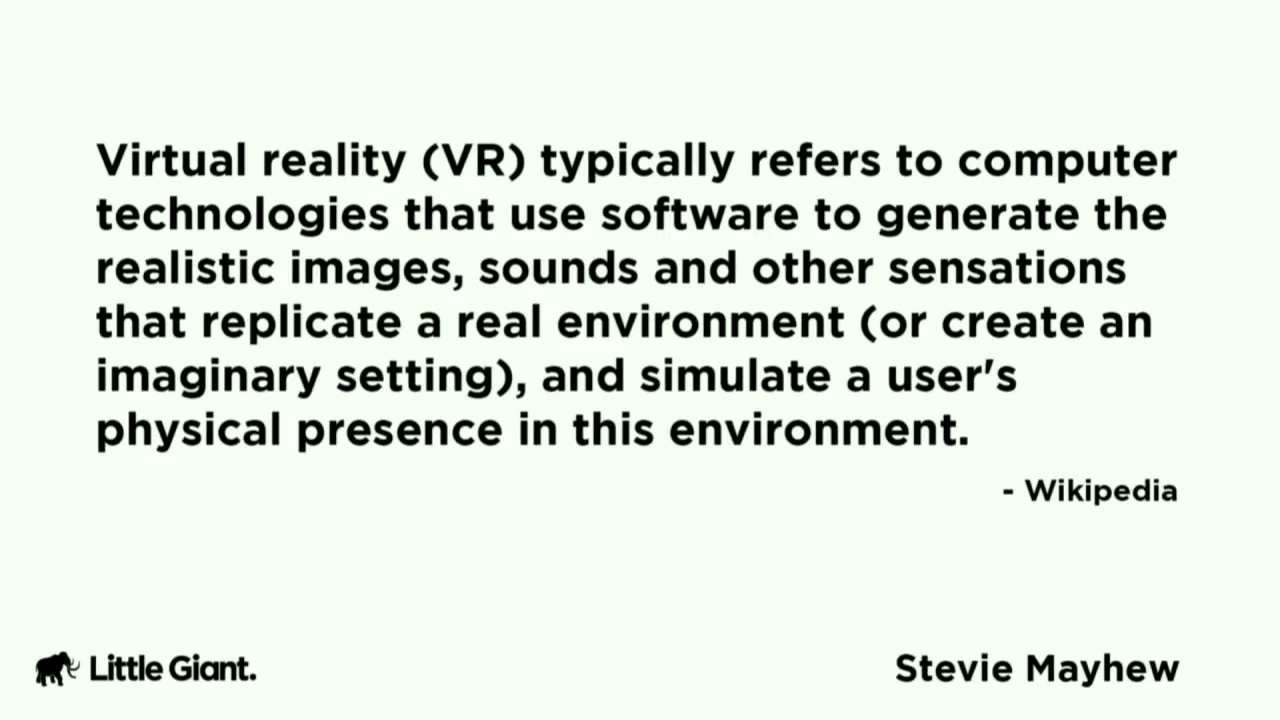 Virtual reality (VR) typically refers to computer
technologies that use software to generate the
realistic images, sounds and other sensations
that replicate a real environment (or create an
imaginary setting), and simulate a user's
physical presence in this environment.
- Wikipedia
Little Giant.
Stevie Mayhew